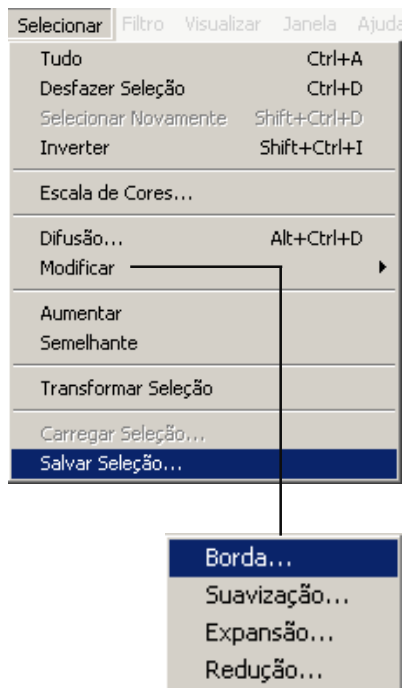 Selecionar Filtro Visualizar Janela Ajuda
Tudo Ctrl+A
Desfazer Seleção Ctrl+D
Selecionar Novamente Shift+Ctrl+D
Inverter Shift+Ctrl+I
Escala de Cores...
Difusão... Alt+Ctrl+D
Modificar
Aumentar
Semelhante
Transformar Seleção
Carregar Seleção...
Salvar Seleção...
Borda...
Suavização...
Expansão...
Redução...